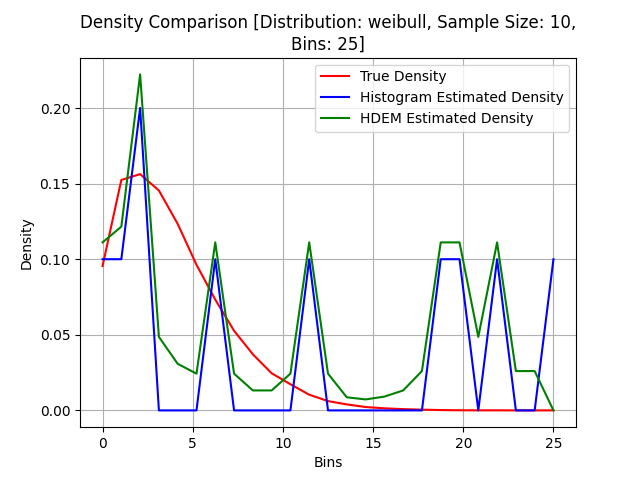 Density Comparison [Distribution: weibull, Sample Size: 10,
Bins: 25]
True Density
Histogram Estimated Density
HDEM Estimated Density
Density
0.20
0.15
0.10
0.05
0.00
0 5 10 15 20 25
Bins